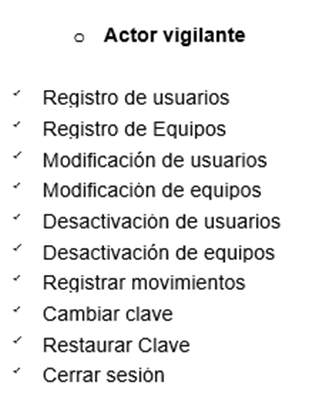 Actor vigilante
Registro de usuarios
Registro de Equipos
Modificación de usuarios
Modificación de equipos
Desactivación de usuarios
Desactivación de equipos
Registrar movimientos
Cambiar clave
Restaurar Clave
Cerrar sesión